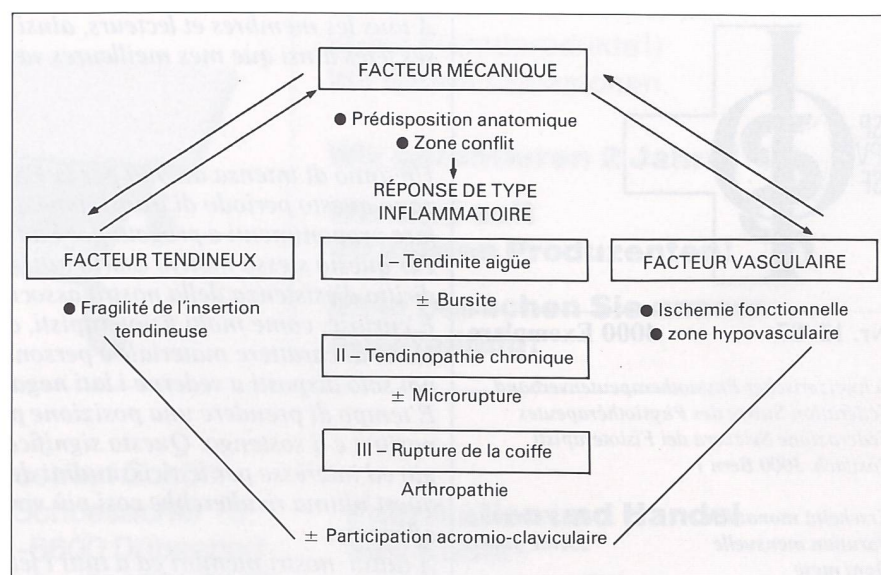 FACTEUR MÉCANIQUE
● Prédisposition anatomique
● Zone conflit
RÉPONSE DE TYPE
INFLAMMATOIRE
FACTEUR TENDINEUX
● Fragilité de l'insertion
tendineuse
I – Tendinite aigüe
± Bursite
II – Tendinopathie chronique
± Microrupture
III – Rupture de la coiffe
Arthropathie
± Participation acromio-claviculaire
FACTEUR VASCULAIRE
● Ischemie fonctionnelle
● zone hypovasculaire